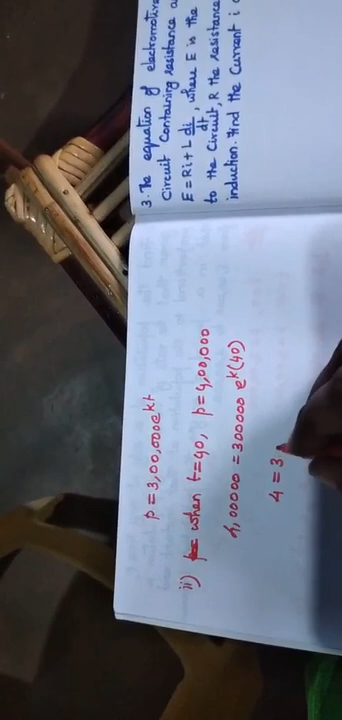 3. The equation of electromotive
Circuit Containing resistance
E = Ri + L di/dt, where E is the
to the Circuit, R the resistance
induction. Find the Current i
p = 3,00,000 e^kt
ii) when t = 40, p = 4,00,000
4,00000 = 300000 e^k(40)
4 = 3